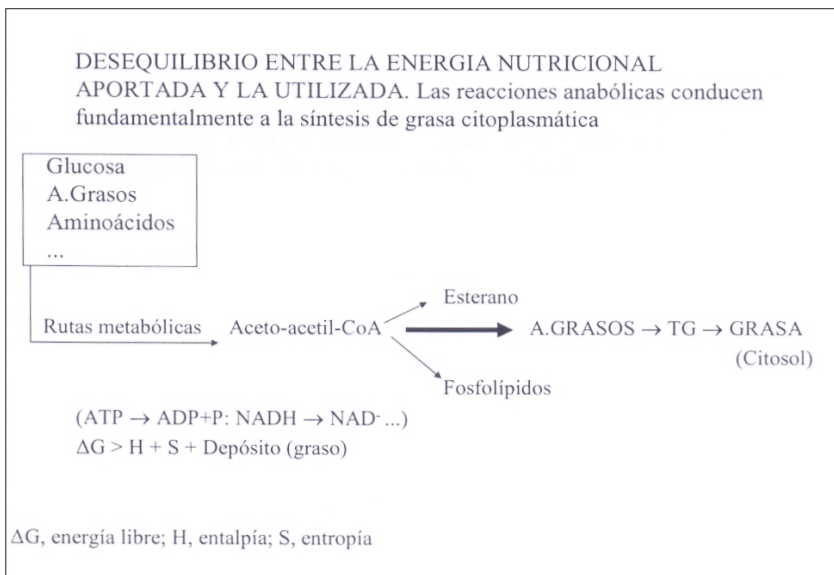 DESEQUILIBRIO ENTRE LA ENERGIA NUTRICIONAL
APORTADA Y LA UTILIZADA. Las reacciones anabólicas conducen
fundamentalmente a la síntesis de grasa citoplasmática
Glucosa
A.Grasos
Aminoácidos
...
Esterano
Rutas metabólicas Aceto-acetil-CoA A.GRASOS → TG → GRASA
(Citosol)
Fosfolípidos
(ATP → ADP+P: NADH → NAD⁻ ...)
ΔG > H + S + Depósito (graso)
ΔG, energía libre; H, entalpía; S, entropía